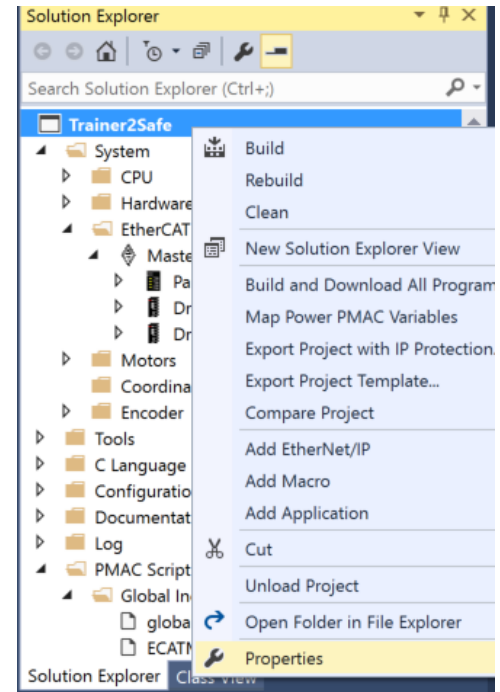 Solution Explorer
Search Solution Explorer (Ctrl+;)
Trainer2Safe
System
CPU
Hardware
EtherCAT
Maste
Pa
Dr
Dr
Motors
Coordina
Encoder
Tools
C Language
Configuratio
Documentat
Log
PMAC Script
Global In
globa
ECATM
Build
Rebuild
Clean
New Solution Explorer View
Build and Download All Program
Map Power PMAC Variables
Export Project with IP Protection.
Export Project Template...
Compare Project
Add EtherNet/IP
Add Macro
Add Application
Cut
Unload Project
Open Folder in File Explorer
Properties
Solution Explorer Class View